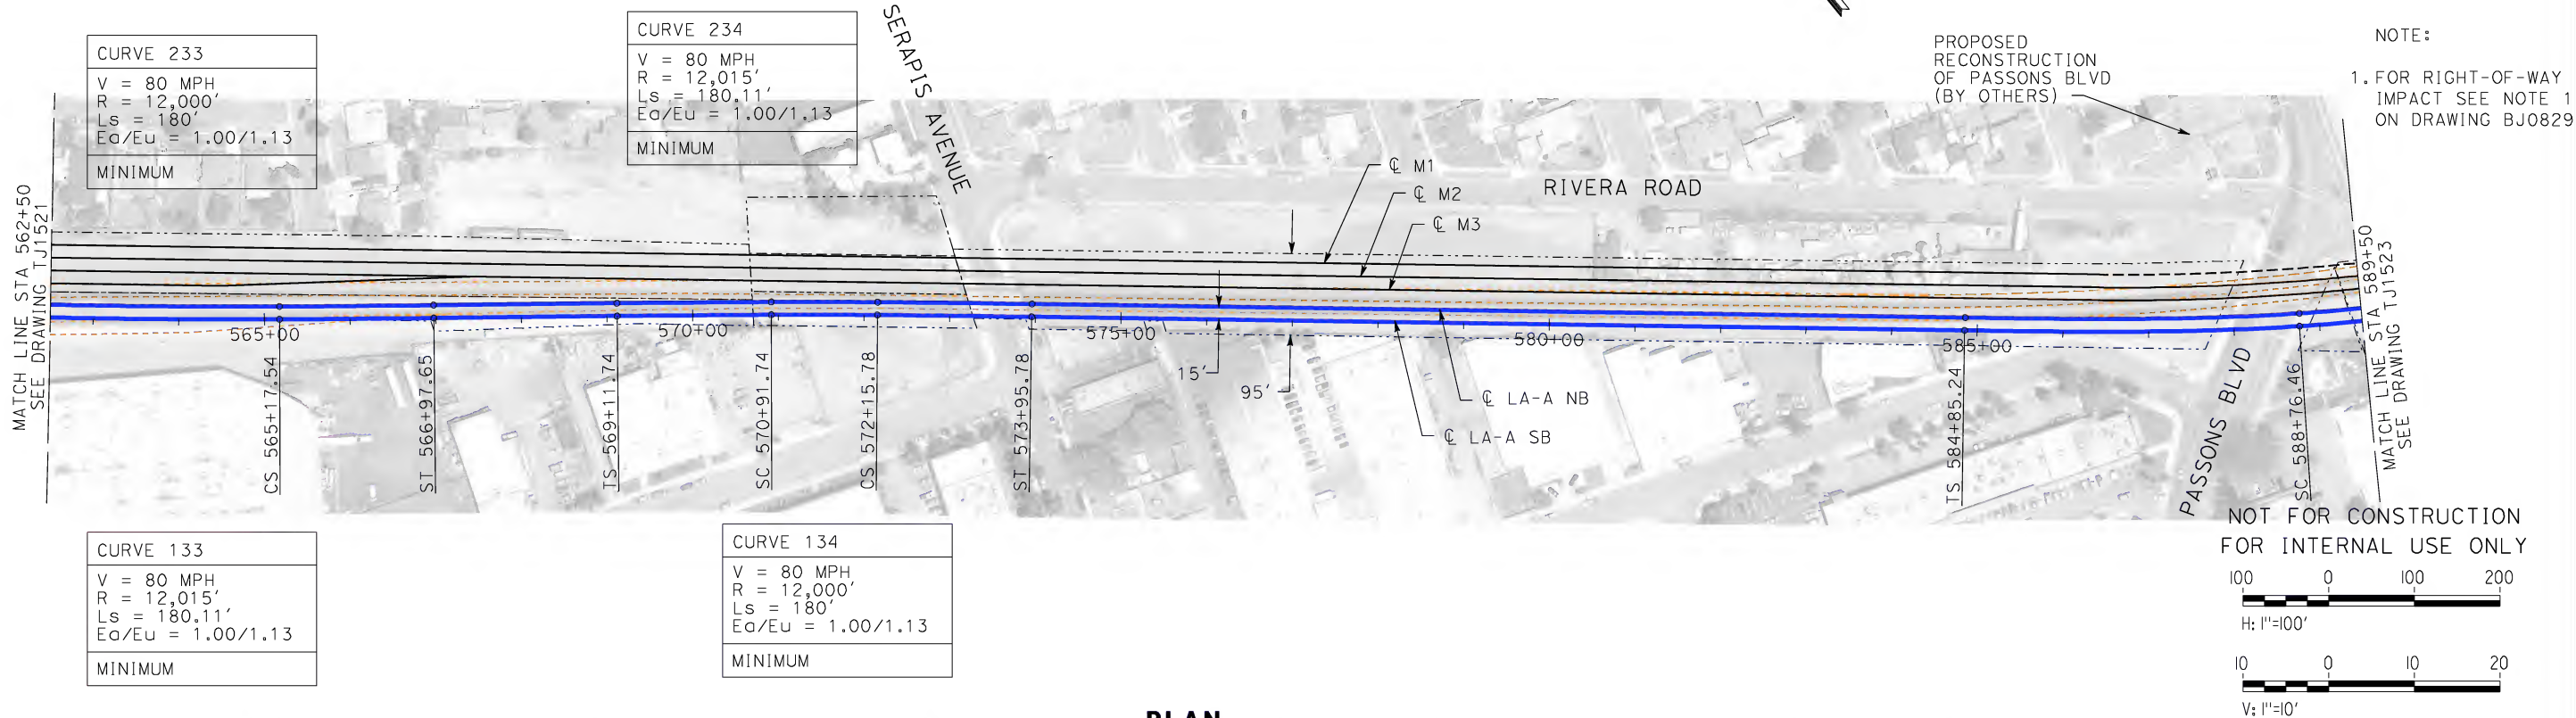 CURVE 233
V = 80 MPH
R = 12,000'
Ls = 180'
Ea/Eu = 1.00/1.13
MINIMUM
CURVE 234
V = 80 MPH
R = 12,015'
Ls = 180.11'
Ea/Eu = 1.00/1.13
MINIMUM
SERAPIS AVENUE
PROPOSED
RECONSTRUCTION
OF PASSONS BLVD
(BY OTHERS)
NOTE:
1. FOR RIGHT-OF-WAY
IMPACT SEE NOTE 1
ON DRAWING BJ0829
MATCH LINE STA 562+50
SEE DRAWING TJ1521
℄ M1
℄ M2
℄ M3
RIVERA ROAD
565+00
570+00
575+00
580+00
585+00
CS 565+17.54
ST 566+97.65
TS 569+11.74
SC 570+91.74
CS 572+15.78
ST 573+95.78
15'
95'
℄ LA-A NB
℄ LA-A SB
TS 584+85.24
PASSONS BLVD
SC 588+76.46
MATCH LINE STA 589+50
SEE DRAWING TJ1523
CURVE 133
V = 80 MPH
R = 12,015'
Ls = 180.11'
Ea/Eu = 1.00/1.13
MINIMUM
CURVE 134
V = 80 MPH
R = 12,000'
Ls = 180'
Ea/Eu = 1.00/1.13
MINIMUM
NOT FOR CONSTRUCTION
FOR INTERNAL USE ONLY
100 0 100 200
H: 1"=100'
10 0 10 20
V: 1"=10'
PLAN